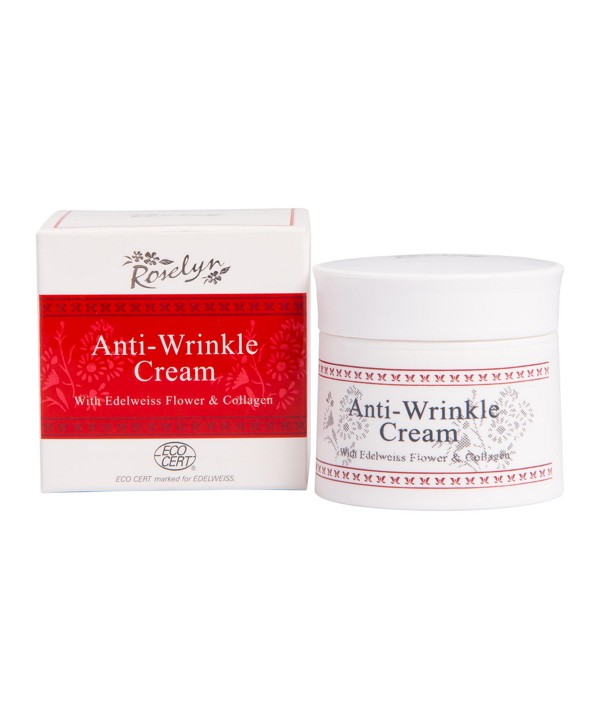 Roselyn
Anti-Wrinkle
Cream
With Edelweiss Flower & Collagen
ECO
CERT
®
ECO CERT marked for EDELWEISS.
Anti-Wrinkle
Cream
With Edelweiss Flower & Collagen